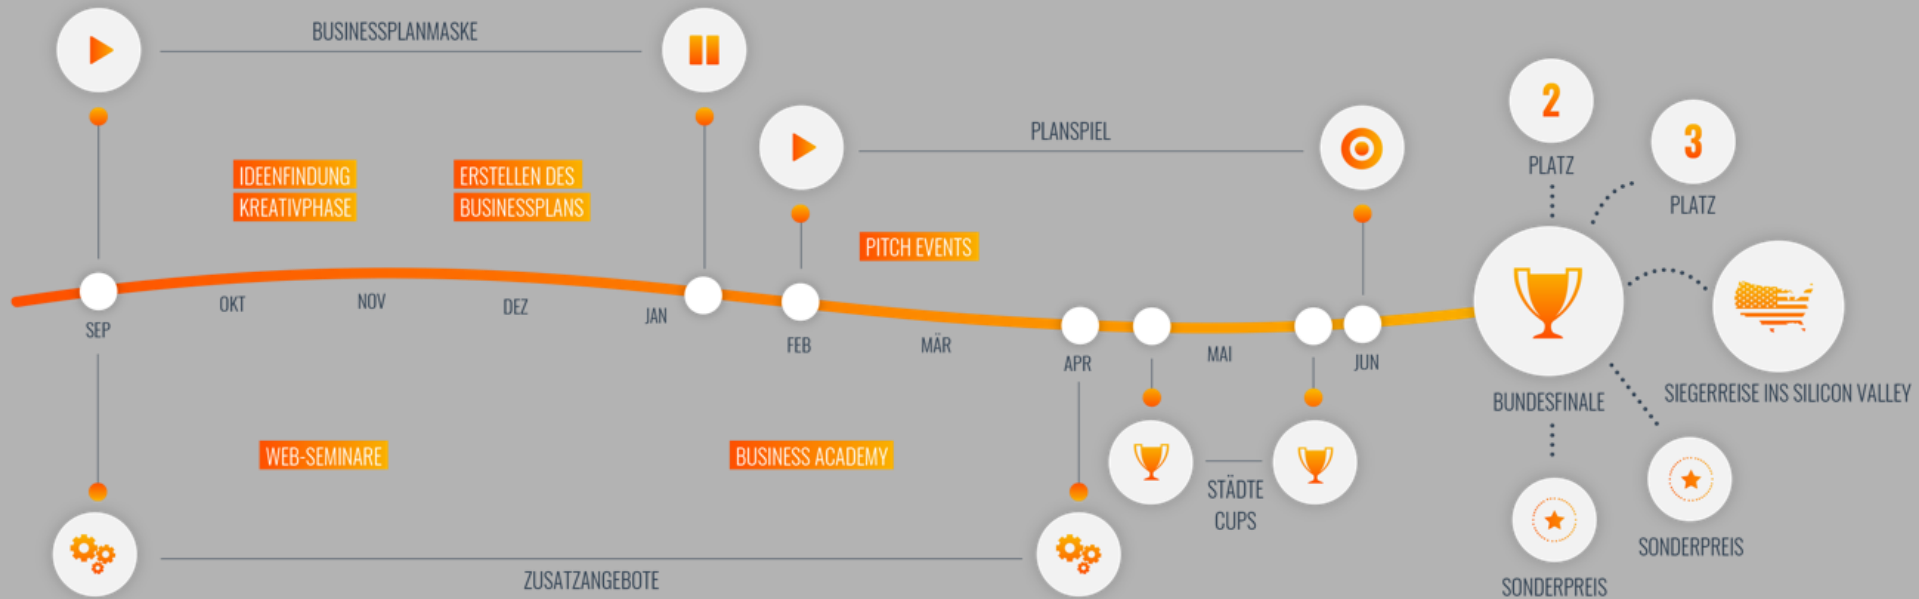 BUSINESSPLANMASKE
PLANSPIEL
2
PLATZ
3
PLATZ
IDEENFINDUNG
KREATIVPHASE
ERSTELLEN DES
BUSINESSPLANS
PITCH EVENTS
SEP
OKT
NOV
DEZ
JAN
FEB
MÄR
APR
MAI
JUN
BUNDESFINALE
SIEGERREISE INS SILICON VALLEY
WEB-SEMINARE
BUSINESS ACADEMY
STÄDTE
CUPS
ZUSATZANGEBOTE
SONDERPREIS
SONDERPREIS